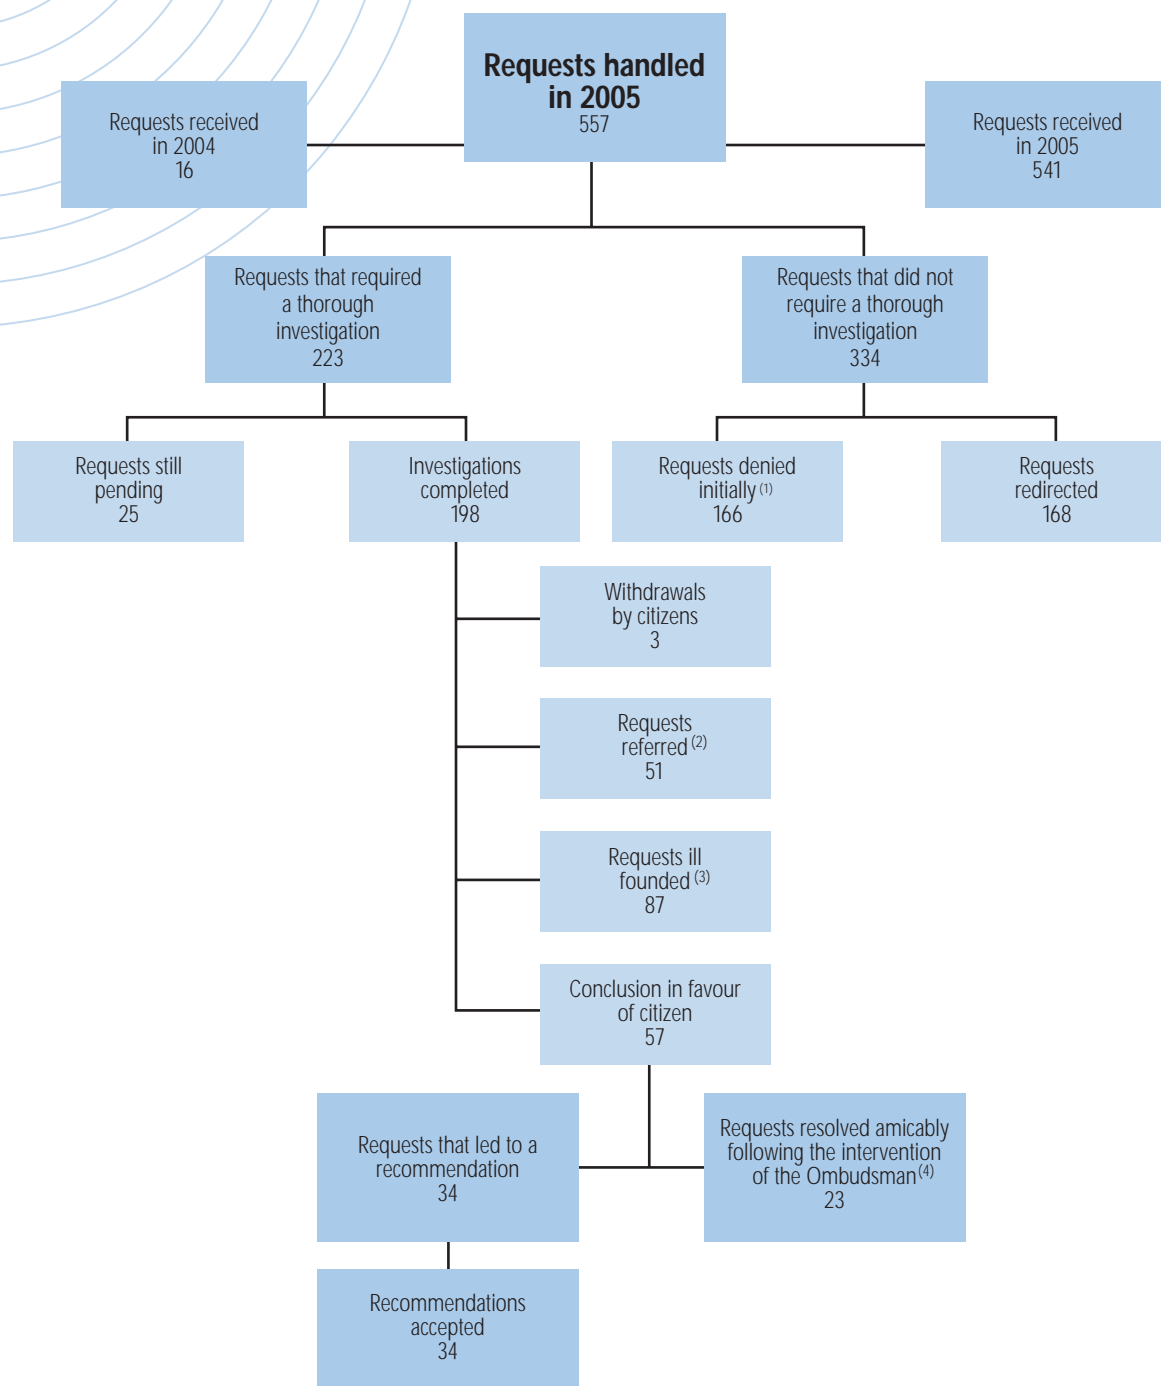 Requests handled
in 2005
557
Requests received
in 2004
16
Requests received
in 2005
541
Requests that required
a thorough
investigation
223
Requests that did not
require a thorough
investigation
334
Requests still
pending
25
Investigations
completed
198
Requests denied
initially (1)
166
Requests
redirected
168
Withdrawals
by citizens
3
Requests
referred (2)
51
Requests ill
founded (3)
87
Conclusion in favour
of citizen
57
Requests that led to a
recommendation
34
Requests resolved amicably
following the intervention
of the Ombudsman (4)
23
Recommendations
accepted
34